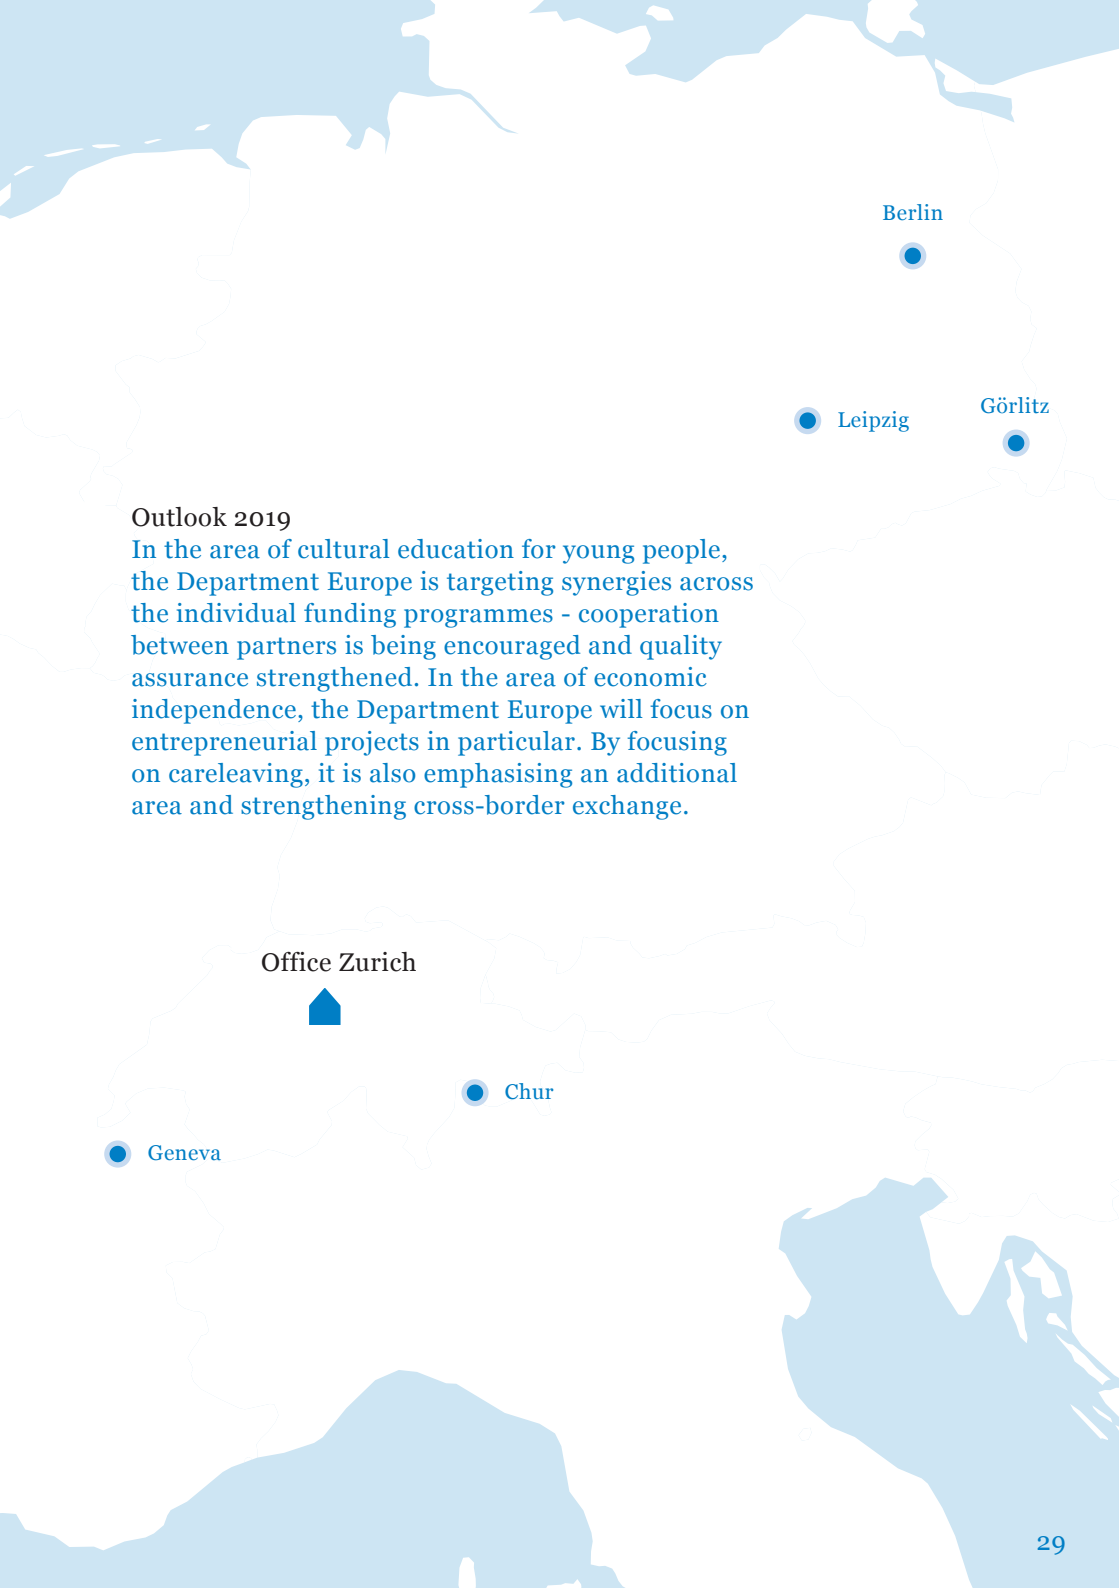 Berlin
Leipzig
Görlitz
Outlook 2019
In the area of cultural education for young people,
the Department Europe is targeting synergies across
the individual funding programmes - cooperation
between partners is being encouraged and quality
assurance strengthened. In the area of economic
independence, the Department Europe will focus on
entrepreneurial projects in particular. By focusing
on careleaving, it is also emphasising an additional
area and strengthening cross-border exchange.
Office Zurich
Chur
Geneva
29